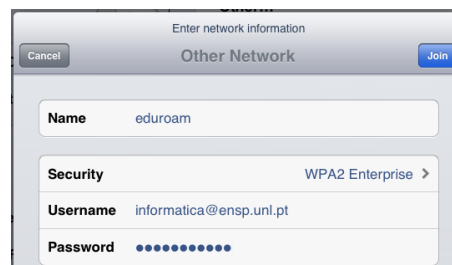 Enter network information
Cancel Other Network Join
Name eduroam
Security WPA2 Enterprise >
Username informatica@ensp.unl.pt
Password ●●●●●●●●●●●